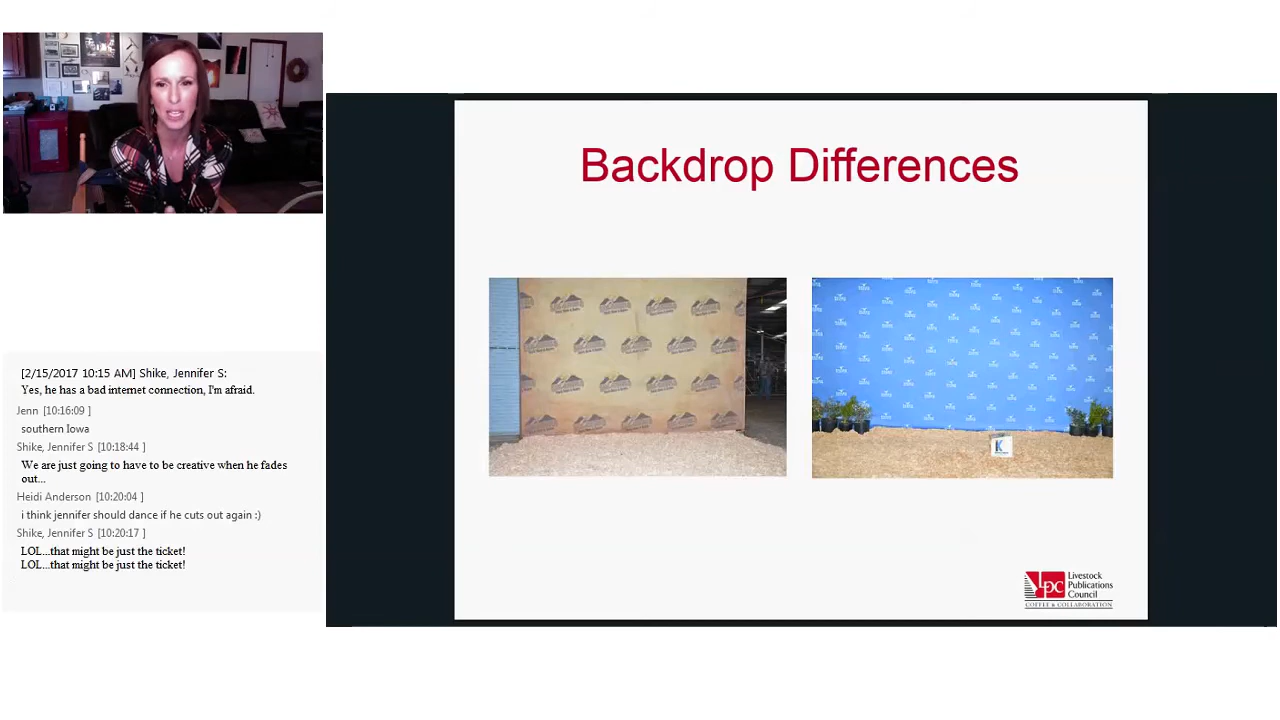 [2/15/2017 10:15 AM] Shike, Jennifer S:
Yes, he has a bad internet connection, I'm afraid.
Jenn [10:16:09 ]
southern Iowa
Shike, Jennifer S [10:18:44 ]
We are just going to have to be creative when he fades
out...
Heidi Anderson [10:20:04 ]
i think jennifer should dance if he cuts out again :)
Shike, Jennifer S [10:20:17 ]
LOL...that might be just the ticket!
LOL...that might be just the ticket!
Backdrop Differences
K
LPC
Livestock
Publications
Council
COFFEE & COLLABORATION